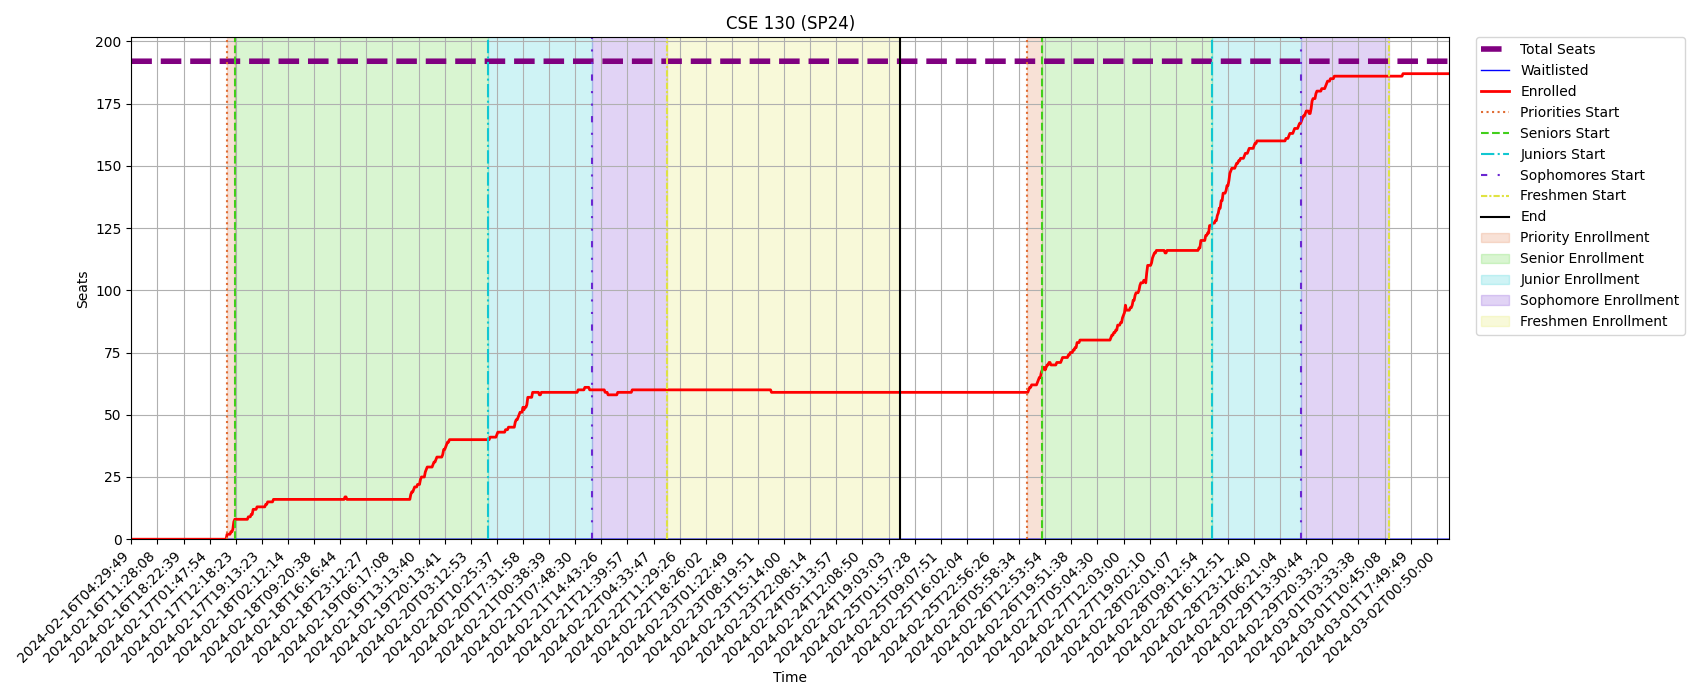 CSE 130 (SP24)
Seats
200
175
150
125
100
75
50
25
0
2024-02-16T04:29:49
2024-02-16T11:28:08
2024-02-16T18:22:39
2024-02-17T01:47:54
2024-02-17T12:18:23
2024-02-17T19:13:23
2024-02-18T02:12:14
2024-02-18T09:20:38
2024-02-18T16:16:44
2024-02-18T23:12:27
2024-02-19T06:17:08
2024-02-19T13:13:40
2024-02-19T20:13:41
2024-02-20T03:12:53
2024-02-20T10:25:37
2024-02-20T17:31:58
2024-02-21T00:38:39
2024-02-21T07:48:30
2024-02-21T14:43:26
2024-02-21T21:39:57
2024-02-22T04:33:47
2024-02-22T11:29:26
2024-02-22T18:26:02
2024-02-23T01:22:49
2024-02-23T08:19:51
2024-02-23T15:14:00
2024-02-23T22:08:14
2024-02-24T05:13:57
2024-02-24T12:08:50
2024-02-24T19:03:03
2024-02-25T01:57:28
2024-02-25T09:07:51
2024-02-25T16:02:04
2024-02-25T22:56:26
2024-02-26T05:58:34
2024-02-26T12:53:54
2024-02-26T19:51:38
2024-02-27T05:04:30
2024-02-27T12:03:00
2024-02-27T19:02:10
2024-02-28T02:01:07
2024-02-28T09:12:54
2024-02-28T16:12:51
2024-02-28T23:12:40
2024-02-29T06:21:04
2024-02-29T13:30:44
2024-02-29T20:33:20
2024-03-01T03:33:38
2024-03-01T10:45:08
2024-03-01T17:49:49
2024-03-02T00:50:00
Time
Total Seats
Waitlisted
Enrolled
Priorities Start
Seniors Start
Juniors Start
Sophomores Start
Freshmen Start
End
Priority Enrollment
Senior Enrollment
Junior Enrollment
Sophomore Enrollment
Freshmen Enrollment